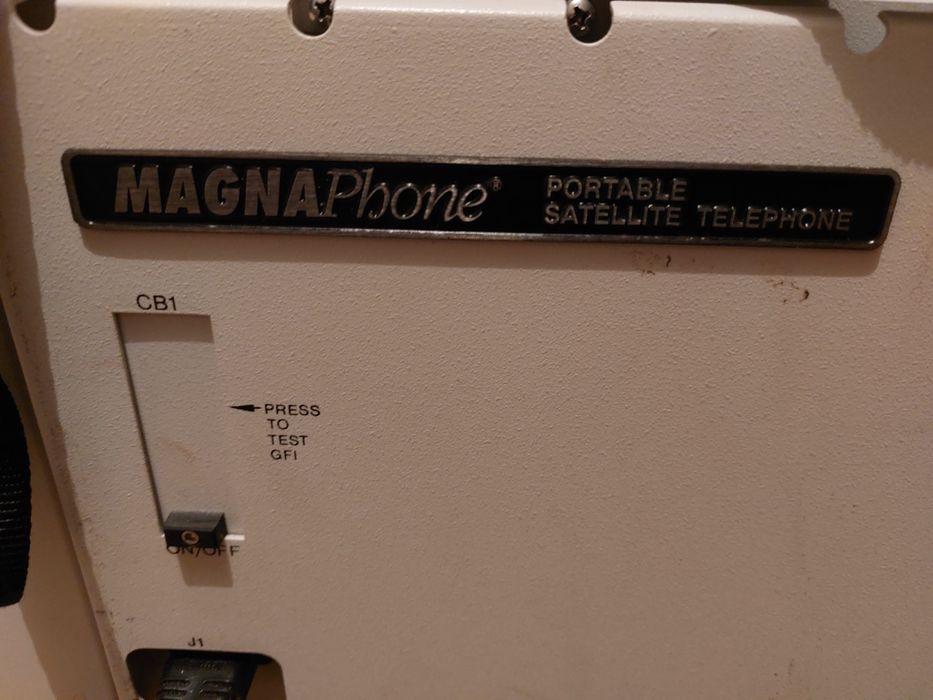 MAGNAPhone® PORTABLE
SATELLITE TELEPHONE
CB1
PRESS
TO
TEST
GFI
ON/OFF
J1